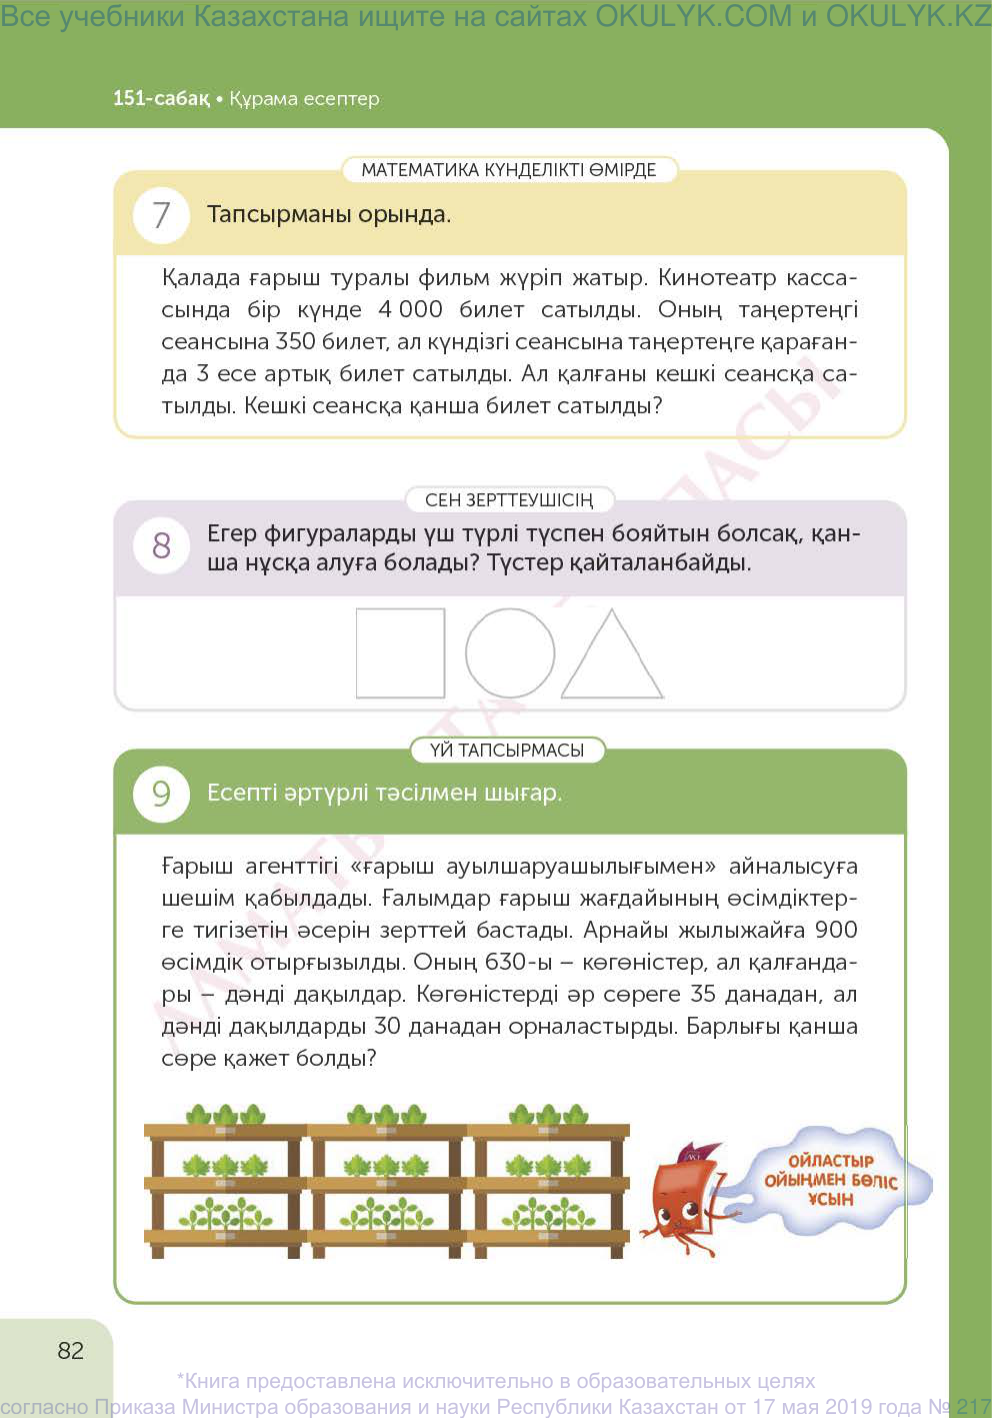 Все учебники Казахстана ищите на сайтах OKULYK.COM и OKULYK.KZ
151-сабақ • Құрама есептер
МАТЕМАТИКА КҮНДЕЛІКТІ ӨМІРДЕ
7 Тапсырманы орында.
Қалада ғарыш туралы фильм жүріп жатыр. Кинотеатр касса-
сында бір күнде 4 000 билет сатылды. Оның таңертеңгі
сеансына 350 билет, ал күндізгі сеансына таңертеңге қараған-
да 3 есе артық билет сатылды. Ал қалғаны кешкі сеансқа са-
тылды. Кешкі сеансқа қанша билет сатылды?
СЕН ЗЕРТТЕУШІСІҢ
8 Егер фигураларды үш түрлі түспен бояйтын болсақ, қан-
ша нұсқа алуға болады? Түстер қайталанбайды.
ҮЙ ТАПСЫРМАСЫ
9 Есепті әртүрлі тәсілмен шығар.
Ғарыш агенттігі «ғарыш ауылшаруашылығымен» айналысуға
шешім қабылдады. Ғалымдар ғарыш жағдайының өсімдіктер-
ге тигізетін әсерін зерттей бастады. Арнайы жылыжайға 900
өсімдік отырғызылды. Оның 630-ы – көгөністер, ал қалғанда-
ры – дәнді дақылдар. Көгөністерді әр сөреге 35 данадан, ал
дәнді дақылдарды 30 данадан орналастырды. Барлығы қанша
сөре қажет болды?
ОЙЛАСТЫР
ОЙЫҢМЕН БӨЛІС
ҰСЫН
82
*Книга предоставлена исключительно в образовательных целях
согласно Приказа Министра образования и науки Республики Казахстан от 17 мая 2019 года № 217